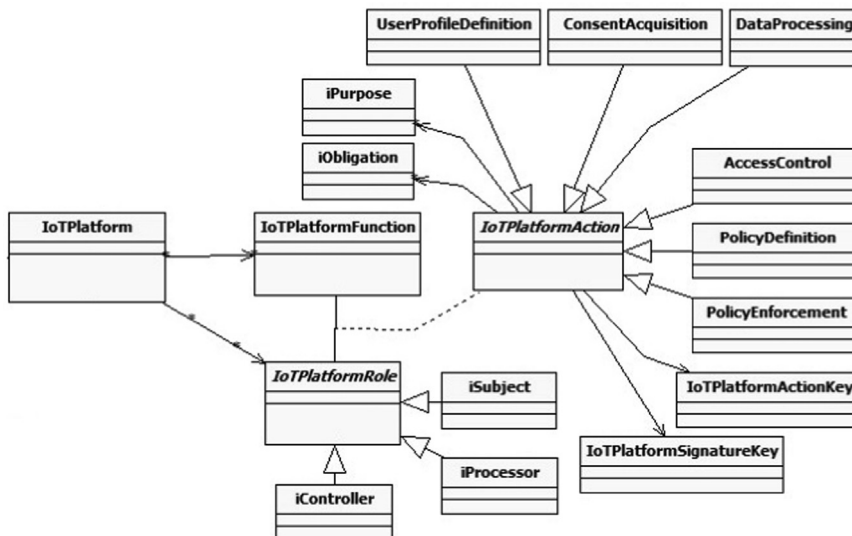 UserProfileDefinition
ConsentAcquisition
DataProcessing
iPurpose
iObligation
AccessControl
IoTPlatform
IoTPlatformFunction
IoTPlatformAction
PolicyDefinition
PolicyEnforcement
*
*
IoTPlatformRole
iSubject
IoTPlatformActionKey
IoTPlatformSignatureKey
iProcessor
iController